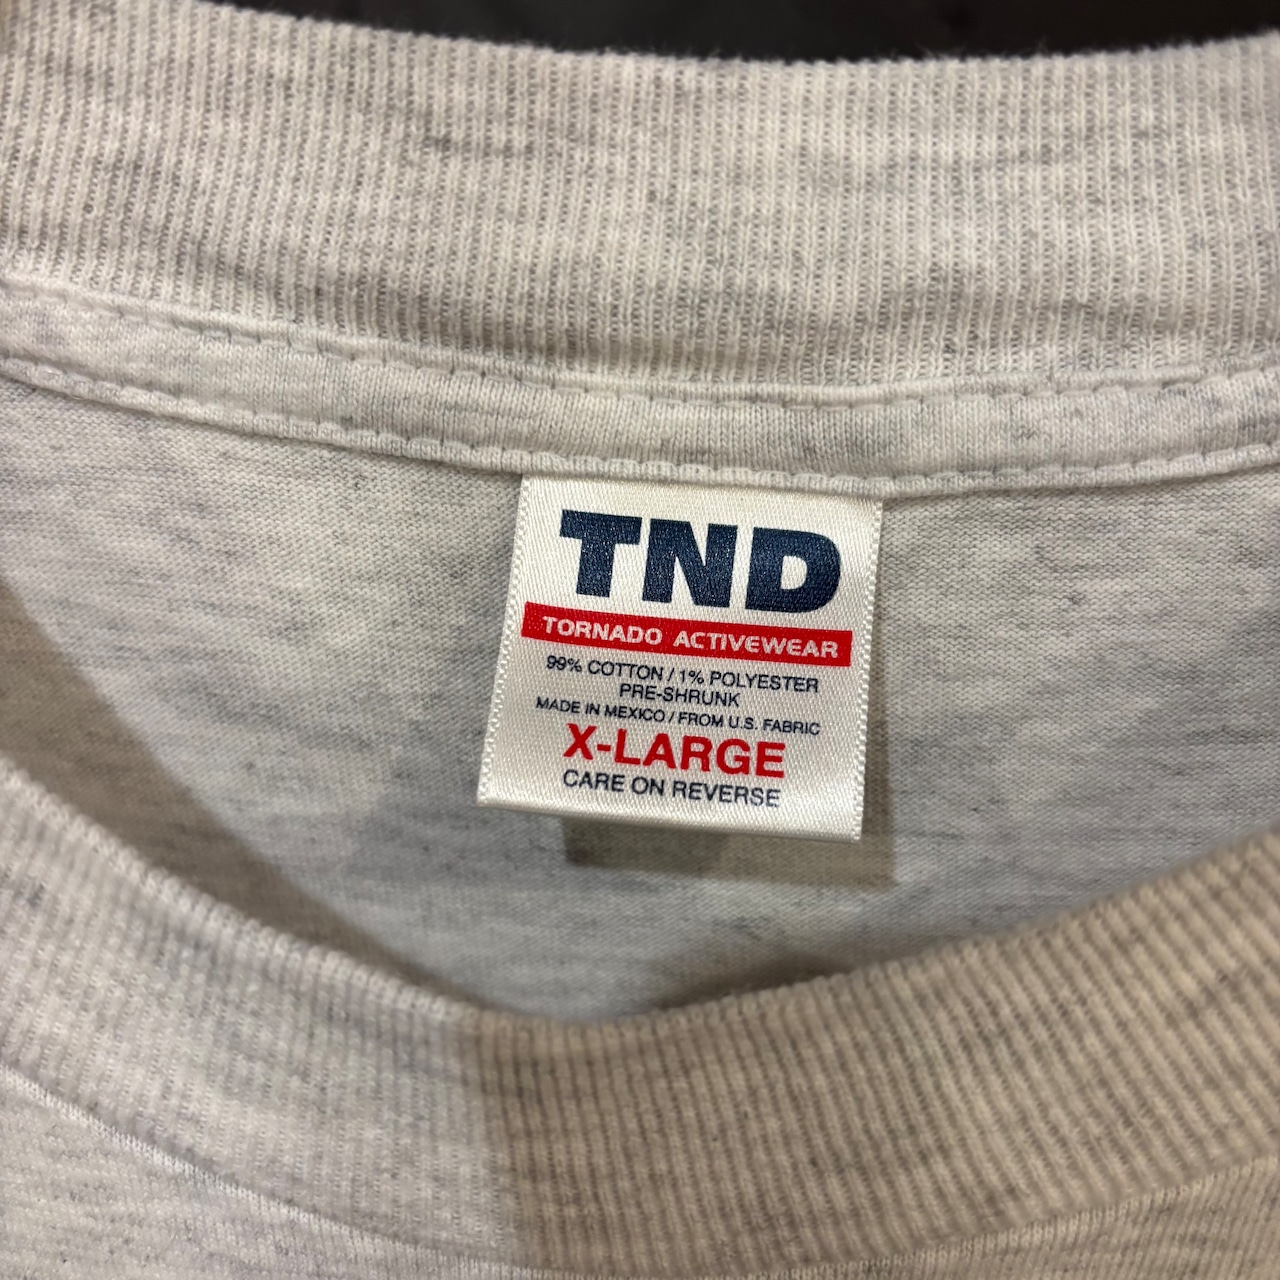 TND
TORNADO ACTIVEWEAR
99% COTTON / 1% POLYESTER
PRE-SHRUNK
MADE IN MEXICO / FROM U.S. FABRIC
X-LARGE
CARE ON REVERSE